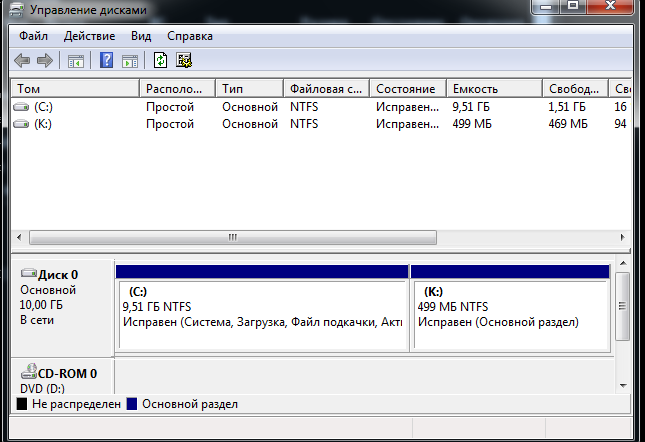 Управление дисками
Файл Действие Вид Справка
Том Располо... Тип Файловая с... Состояние Емкость Свобод... Сво
(C:) Простой Основной NTFS Исправен... 9,51 ГБ 1,51 ГБ 16
(K:) Простой Основной NTFS Исправен... 499 МБ 469 МБ 94
Диск 0
Основной
10,00 ГБ
В сети
(C:)
9,51 ГБ NTFS
Исправен (Система, Загрузка, Файл подкачки, Акти
(K:)
499 МБ NTFS
Исправен (Основной раздел)
CD-ROM 0
DVD (D:)
Не распределен Основной раздел